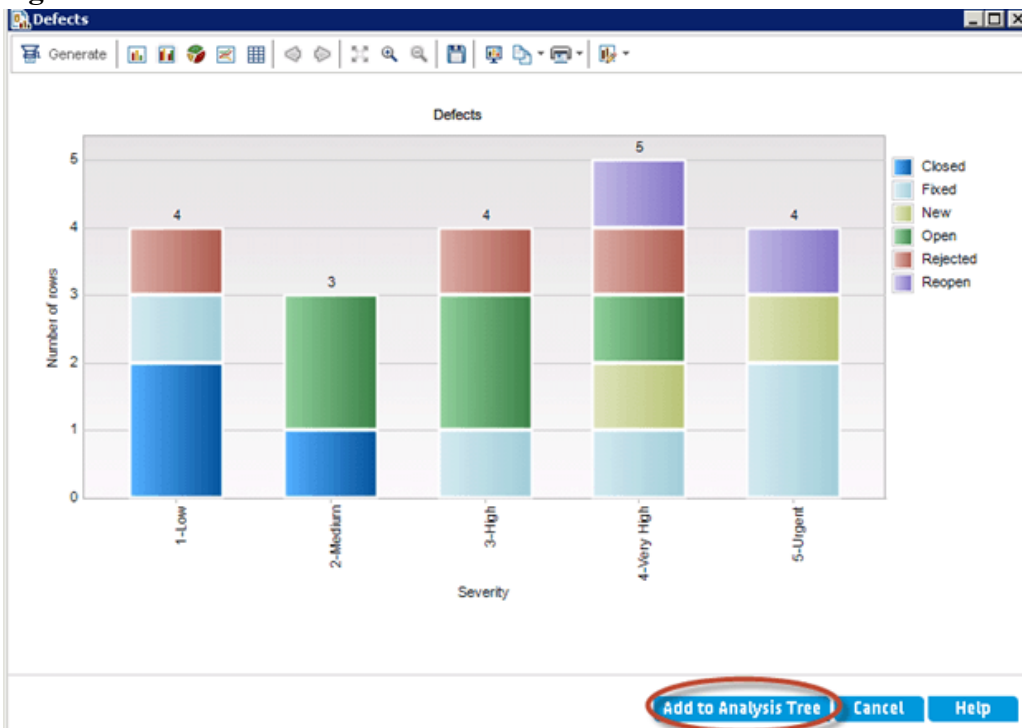 Defects
Generate
Defects
5
5
4
4
4
4
3
3
2
1
0
Number of rows
1-Low
2-Medium
3-High
4-Very High
5-Urgent
Severity
Closed
Fixed
New
Open
Rejected
Reopen
Add to Analysis Tree
Cancel
Help